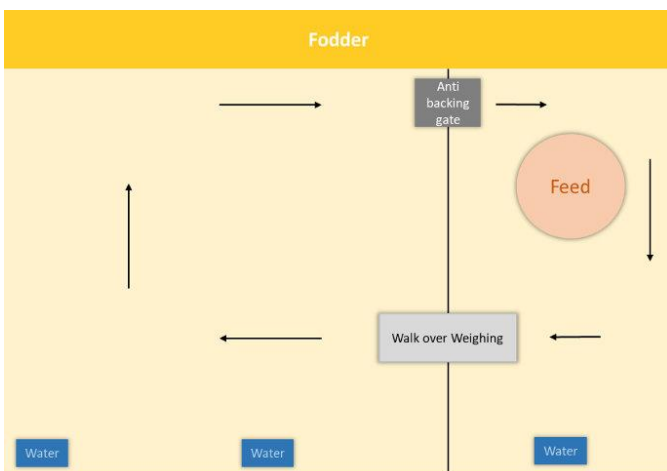 Fodder
Anti
backing
gate
Feed
Walk over Weighing
Water
Water
Water